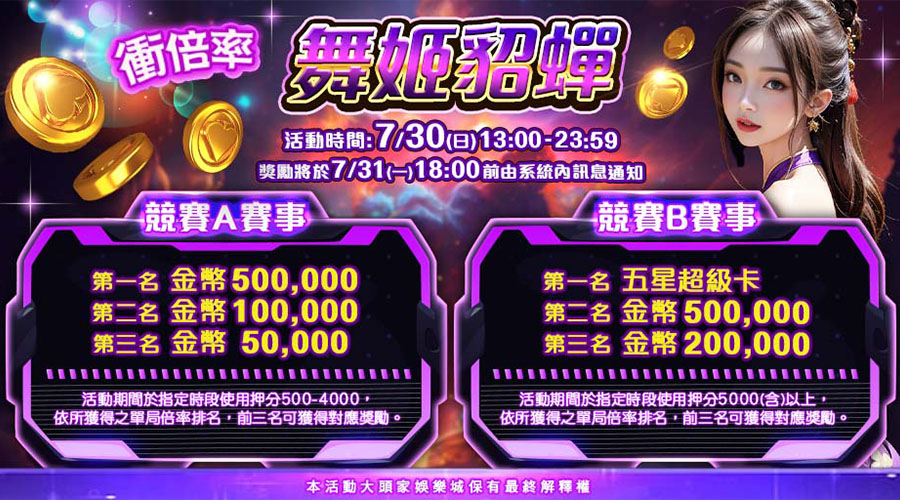 衝倍率
舞姬貂蟬
活動時間:7/30(日)13:00-23:59
獎勵將於7/31(一)18:00前由系統內訊息通知
競賽A賽事
第一名 金幣500,000
第二名 金幣100,000
第三名 金幣 50,000
活動期間於指定時段使用押分500-4000，
依所獲得之單局倍率排名，前三名可獲得對應獎勵。
競賽B賽事
第一名 五星超級卡
第二名 金幣500,000
第三名 金幣200,000
活動期間於指定時段使用押分5000(含)以上，
依所獲得之單局倍率排名，前三名可獲得對應獎勵。
本活動大頭家娛樂城保有最終解釋權